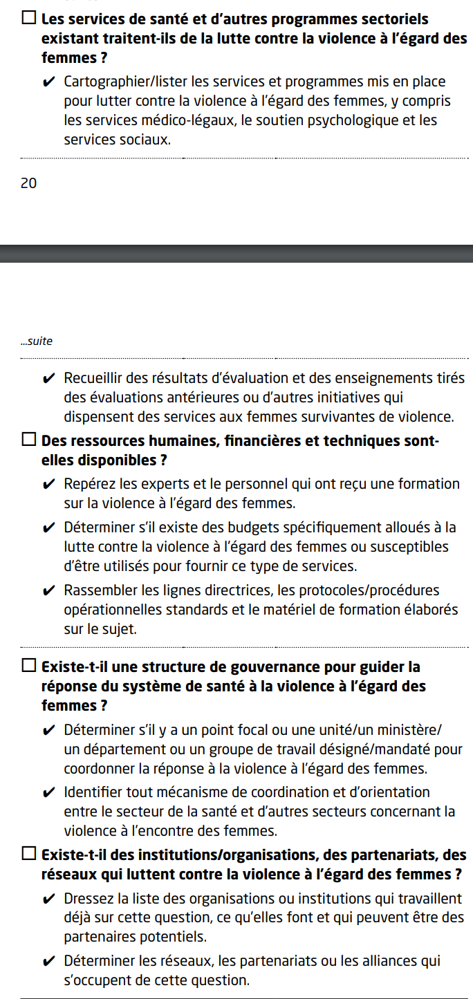 ☐ Les services de santé et d'autres programmes sectoriels
existant traitent-ils de la lutte contre la violence à l'égard des
femmes ?
✔ Cartographier/lister les services et programmes mis en place
pour lutter contre la violence à l'égard des femmes, y compris
les services médico-légaux, le soutien psychologique et les
services sociaux.
20
...suite
✔ Recueillir des résultats d'évaluation et des enseignements tirés
des évaluations antérieures ou d'autres initiatives qui
dispensent des services aux femmes survivantes de violence.
☐ Des ressources humaines, financières et techniques sont-
elles disponibles ?
✔ Repérez les experts et le personnel qui ont reçu une formation
sur la violence à l'égard des femmes.
✔ Déterminer s'il existe des budgets spécifiquement alloués à la
lutte contre la violence à l'égard des femmes ou susceptibles
d'être utilisés pour fournir ce type de services.
✔ Rassembler les lignes directrices, les protocoles/procédures
opérationnelles standards et le matériel de formation élaborés
sur le sujet.
☐ Existe-t-il une structure de gouvernance pour guider la
réponse du système de santé à la violence à l'égard des
femmes ?
✔ Déterminer s'il y a un point focal ou une unité/un ministère/
un département ou un groupe de travail désigné/mandaté pour
coordonner la réponse à la violence à l'égard des femmes.
✔ Identifier tout mécanisme de coordination et d'orientation
entre le secteur de la santé et d'autres secteurs concernant la
violence à l'encontre des femmes.
☐ Existe-t-il des institutions/organisations, des partenariats, des
réseaux qui luttent contre la violence à l'égard des femmes ?
✔ Dressez la liste des organisations ou institutions qui travaillent
déjà sur cette question, ce qu'elles font et qui peuvent être des
partenaires potentiels.
✔ Déterminer les réseaux, les partenariats ou les alliances qui
s'occupent de cette question.